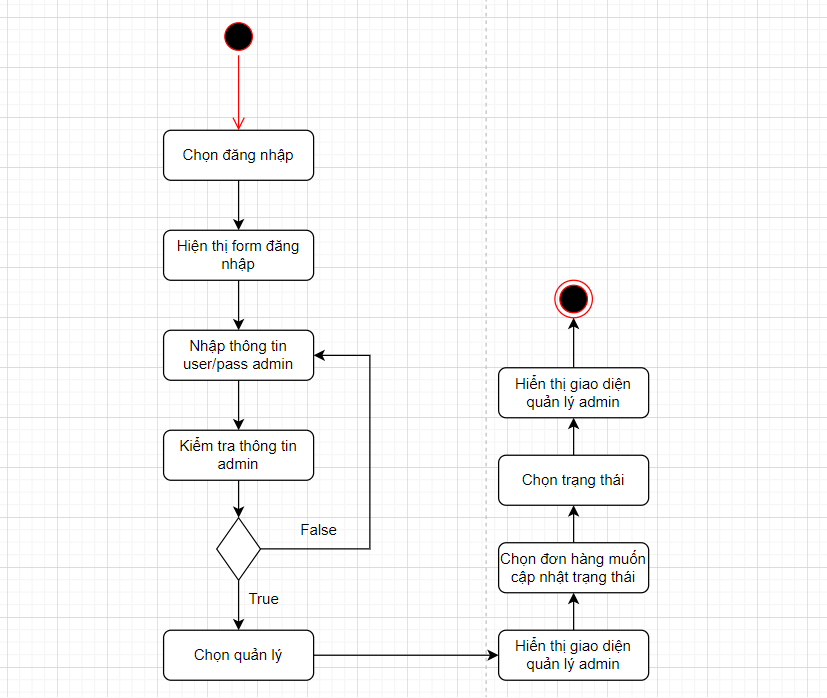 Chọn đăng nhập
Hiện thị form đăng
nhập
Nhập thông tin
user/pass admin
Kiểm tra thông tin
admin
False
True
Chọn quản lý
Hiển thị giao diện
quản lý admin
Chọn đơn hàng muốn
cập nhật trạng thái
Chọn trạng thái
Hiển thị giao diện
quản lý admin